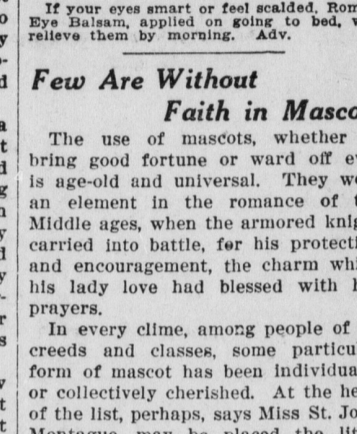 If your eyes smart or feel scalded, Rom
Eye Balsam, applied on going to bed, w
relieve them by morning. Adv.
Few Are Without
Faith in Masco
The use of mascots, whether
bring good fortune or ward off ev
is age-old and universal. They we
an element in the romance of t
Middle ages, when the armored knig
carried into battle, for his protecti
and encouragement, the charm whi
his lady love had blessed with h
prayers.
In every clime, among people of
creeds and classes, some particu
form of mascot has been individua
or collectively cherished. At the he
of the list, perhaps, says Miss St. Jo